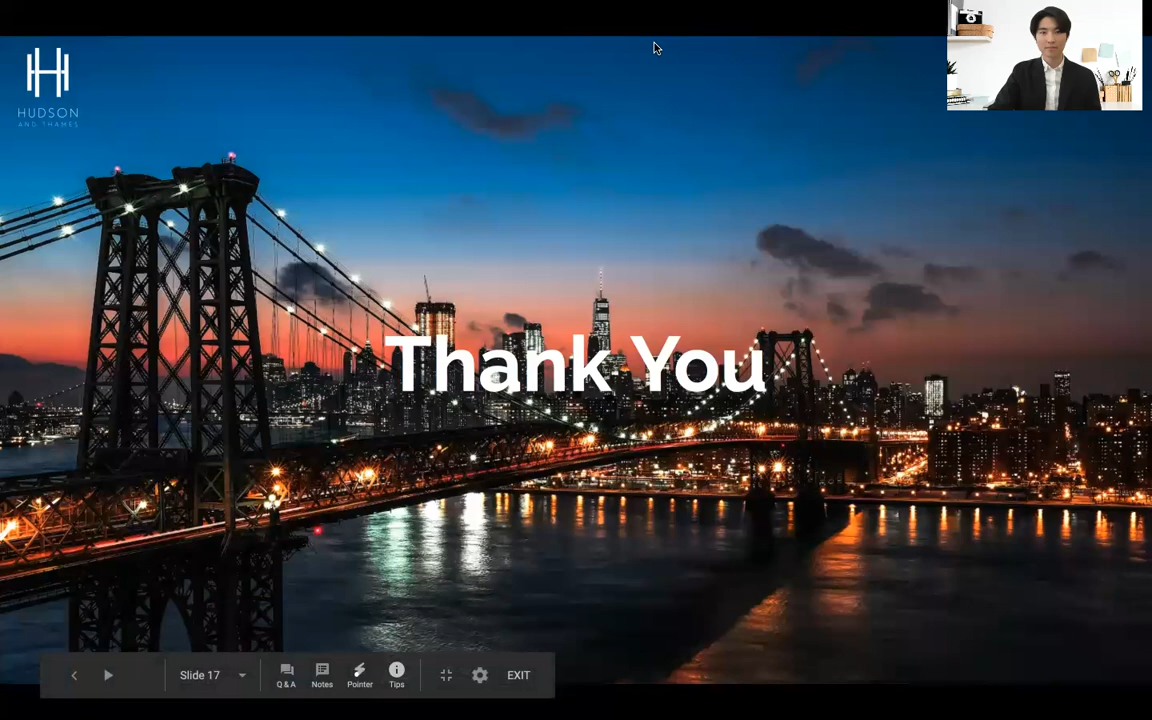 HUDSON
AND THAMES
Thank You
Slide 17
Q & A
Notes
Pointer
Tips
EXIT